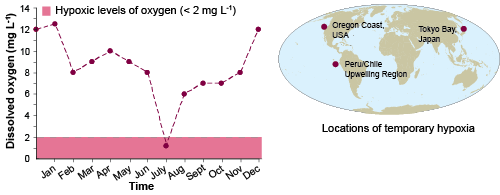 Hypoxic levels of oxygen (< 2 mg L-1)
Dissolved oxygen (mg L-1)
14
12
10
8
6
4
2
0
Jan
Feb
Mar
Apr
May
June
July
Aug
Sept
Oct
Nov
Dec
Time
Oregon Coast,
USA
Tokyo Bay,
Japan
Peru/Chile
Upwelling Region
Locations of temporary hypoxia